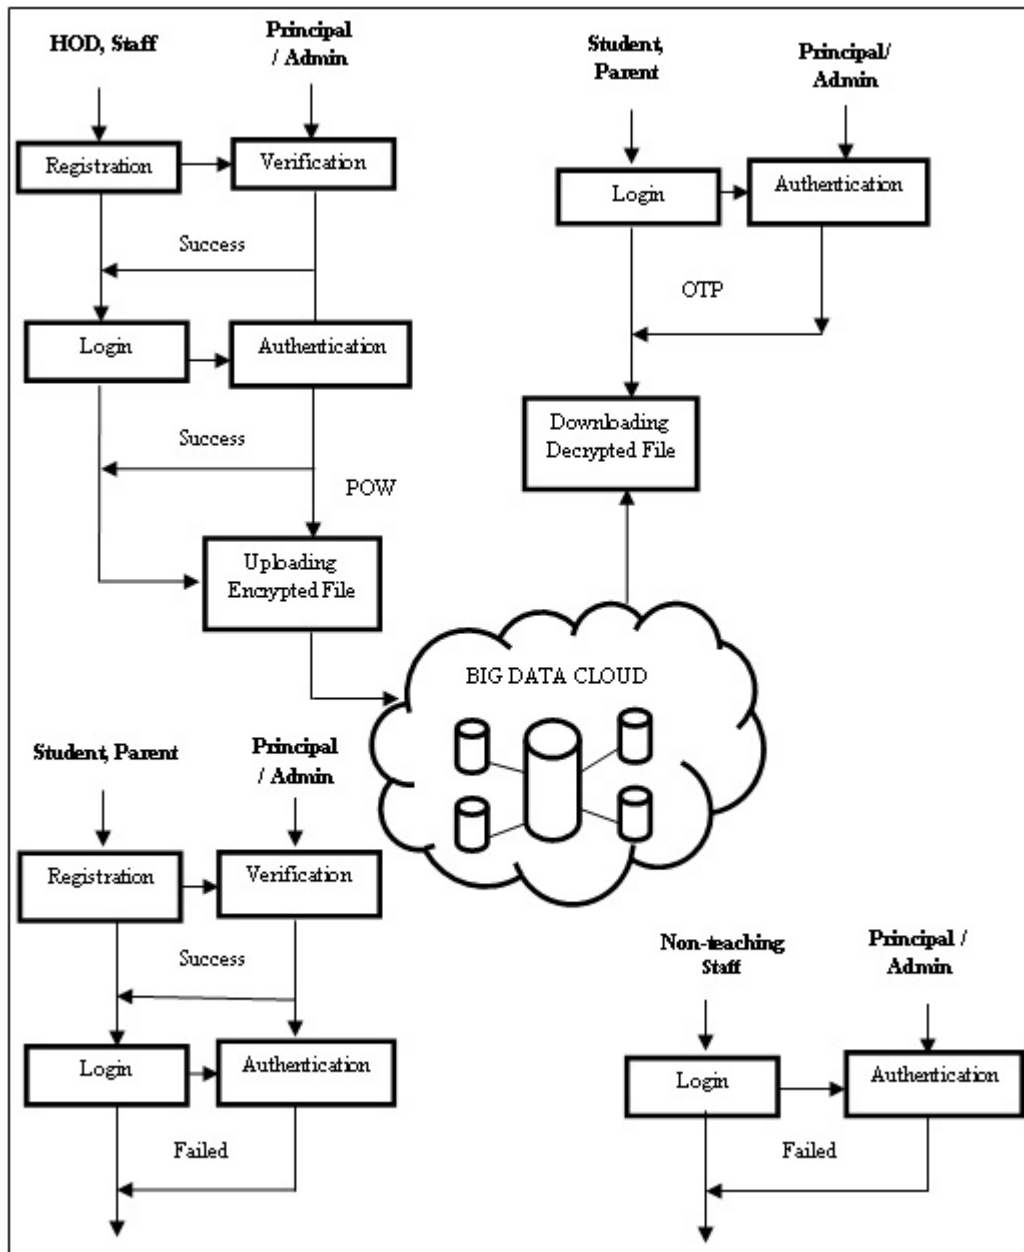 HOD, Staff
Principal
/ Admin
Registration
Verification
Success
Login
Authentication
Success
POW
Uploading
Encrypted File
Student,
Parent
Principal/
Admin
Login
Authentication
OTP
Downloading
Decrypted File
BIG DATA CLOUD
Student, Parent
Principal
/ Admin
Registration
Verification
Success
Login
Authentication
Failed
Non-teaching
Staff
Principal /
Admin
Login
Authentication
Failed